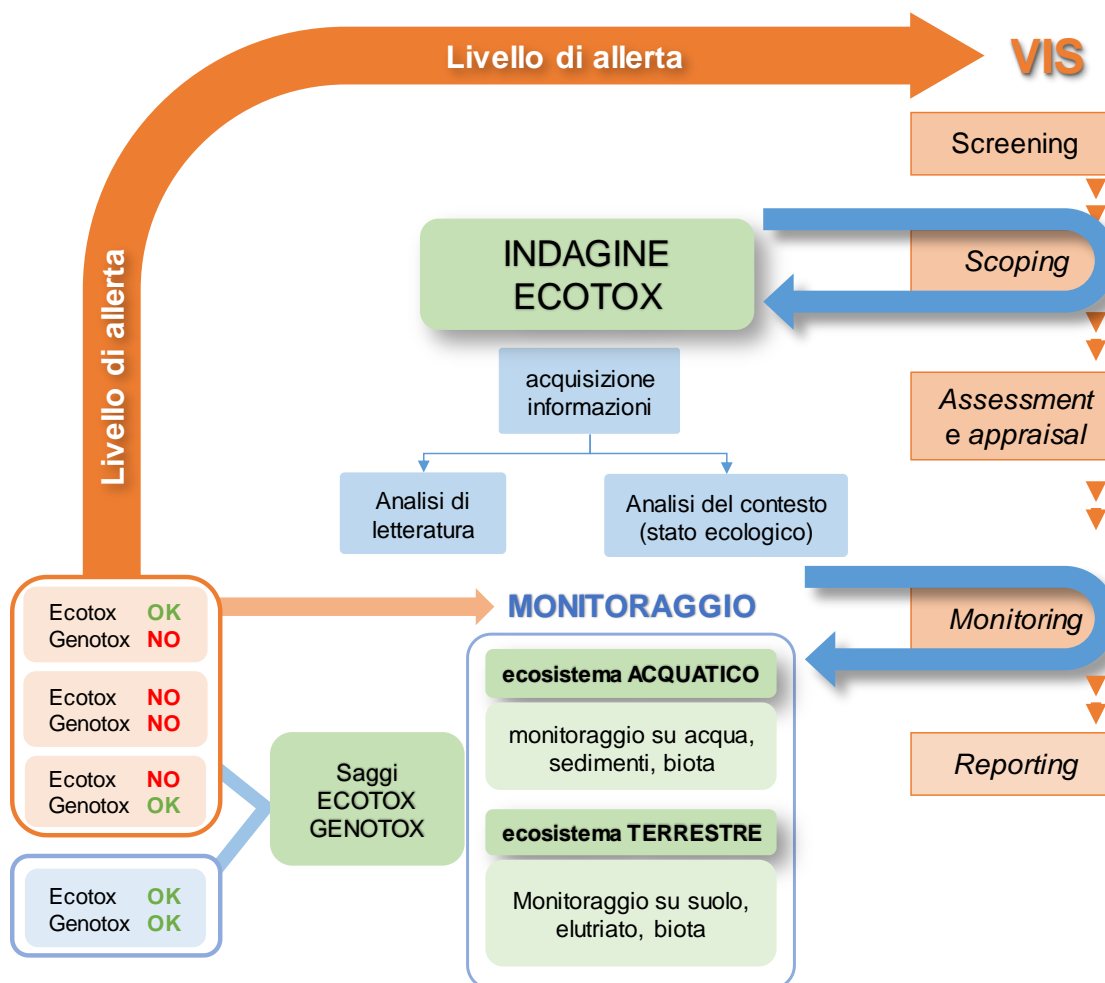 Livello di allerta
VIS
Livello di allerta
Screening
INDAGINE
ECOTOX
Scoping
acquisizione
informazioni
Analisi di
letteratura
Analisi del contesto
(stato ecologico)
Assessment
e appraisal
MONITORAGGIO
Monitoring
ecosistema ACQUATICO
monitoraggio su acqua,
sedimenti, biota
ecosistema TERRESTRE
Monitoraggio su suolo,
elutriato, biota
Reporting
Saggi
ECOTOX
GENOTOX
Ecotox OK
Genotox NO
Ecotox NO
Genotox NO
Ecotox NO
Genotox OK
Ecotox OK
Genotox OK